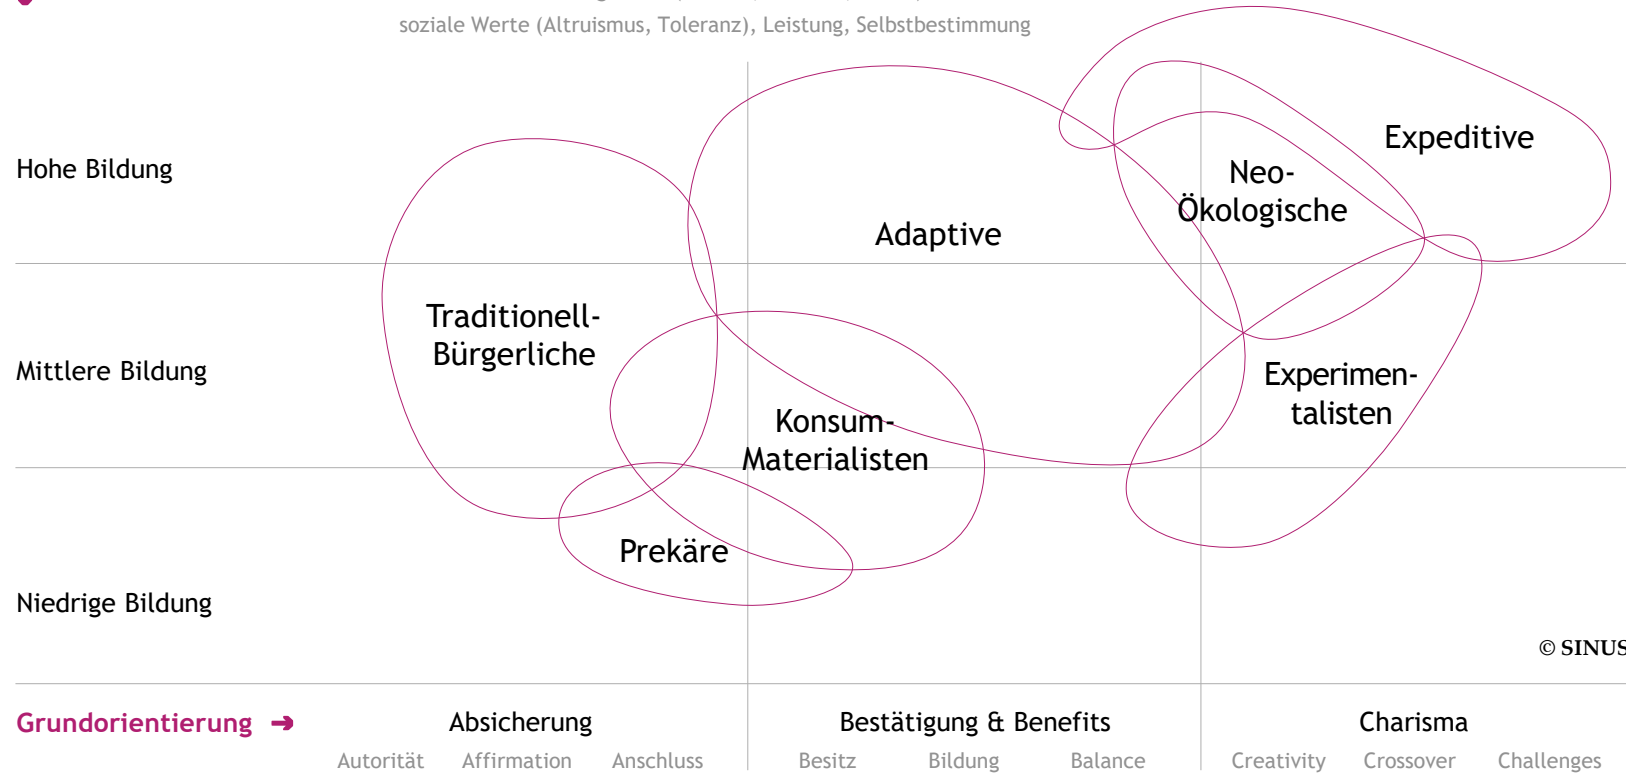 soziale Werte (Altruismus, Toleranz), Leistung, Selbstbestimmung
Hohe Bildung
Expeditive
Neo-
Ökologische
Adaptive
Traditionell-
Bürgerliche
Mittlere Bildung
Experimen-
talisten
Konsum-
Materialisten
Prekäre
Niedrige Bildung
© SINUS
Grundorientierung ➔ Absicherung Bestätigung & Benefits Charisma
Autorität Affirmation Anschluss Besitz Bildung Balance Creativity Crossover Challenges